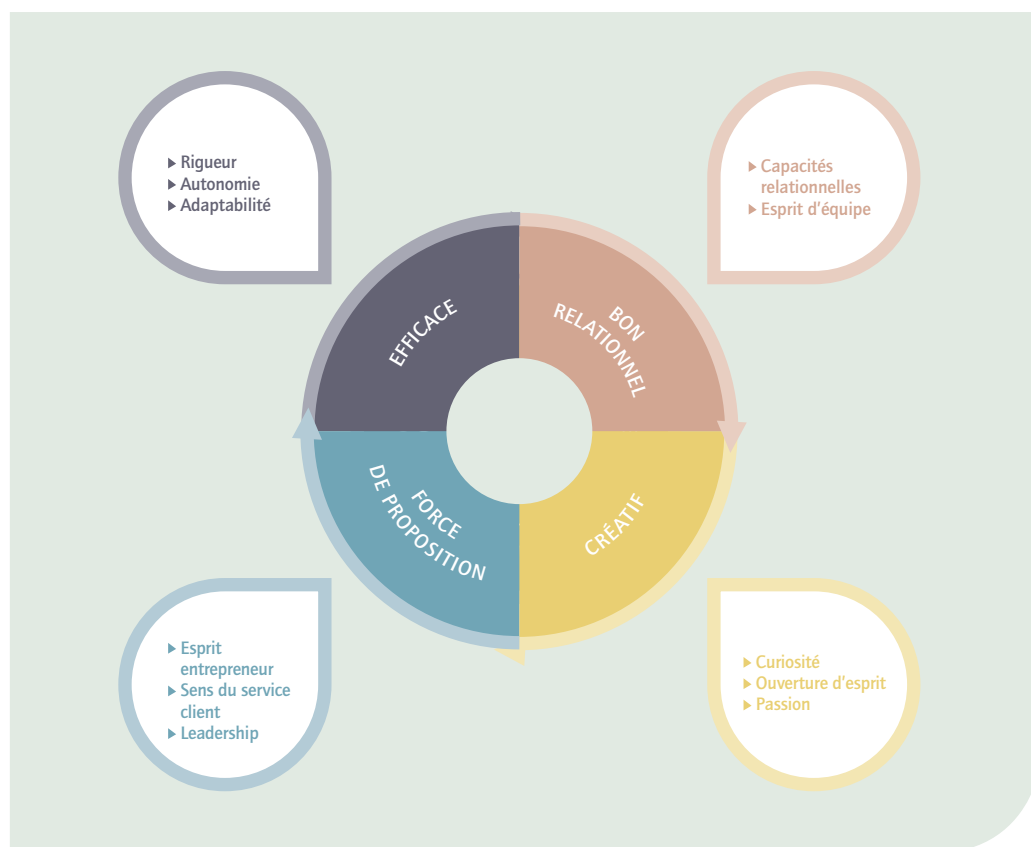 ▸ Rigueur
▸ Autonomie
▸ Adaptabilité
▸ Capacités
relationnelles
▸ Esprit d'équipe
EFFICACE
BON
RELATIONNEL
FORCE
DE PROPOSITION
CRÉATIF
▸ Esprit
entrepreneur
▸ Sens du service
client
▸ Leadership
▸ Curiosité
▸ Ouverture d'esprit
▸ Passion